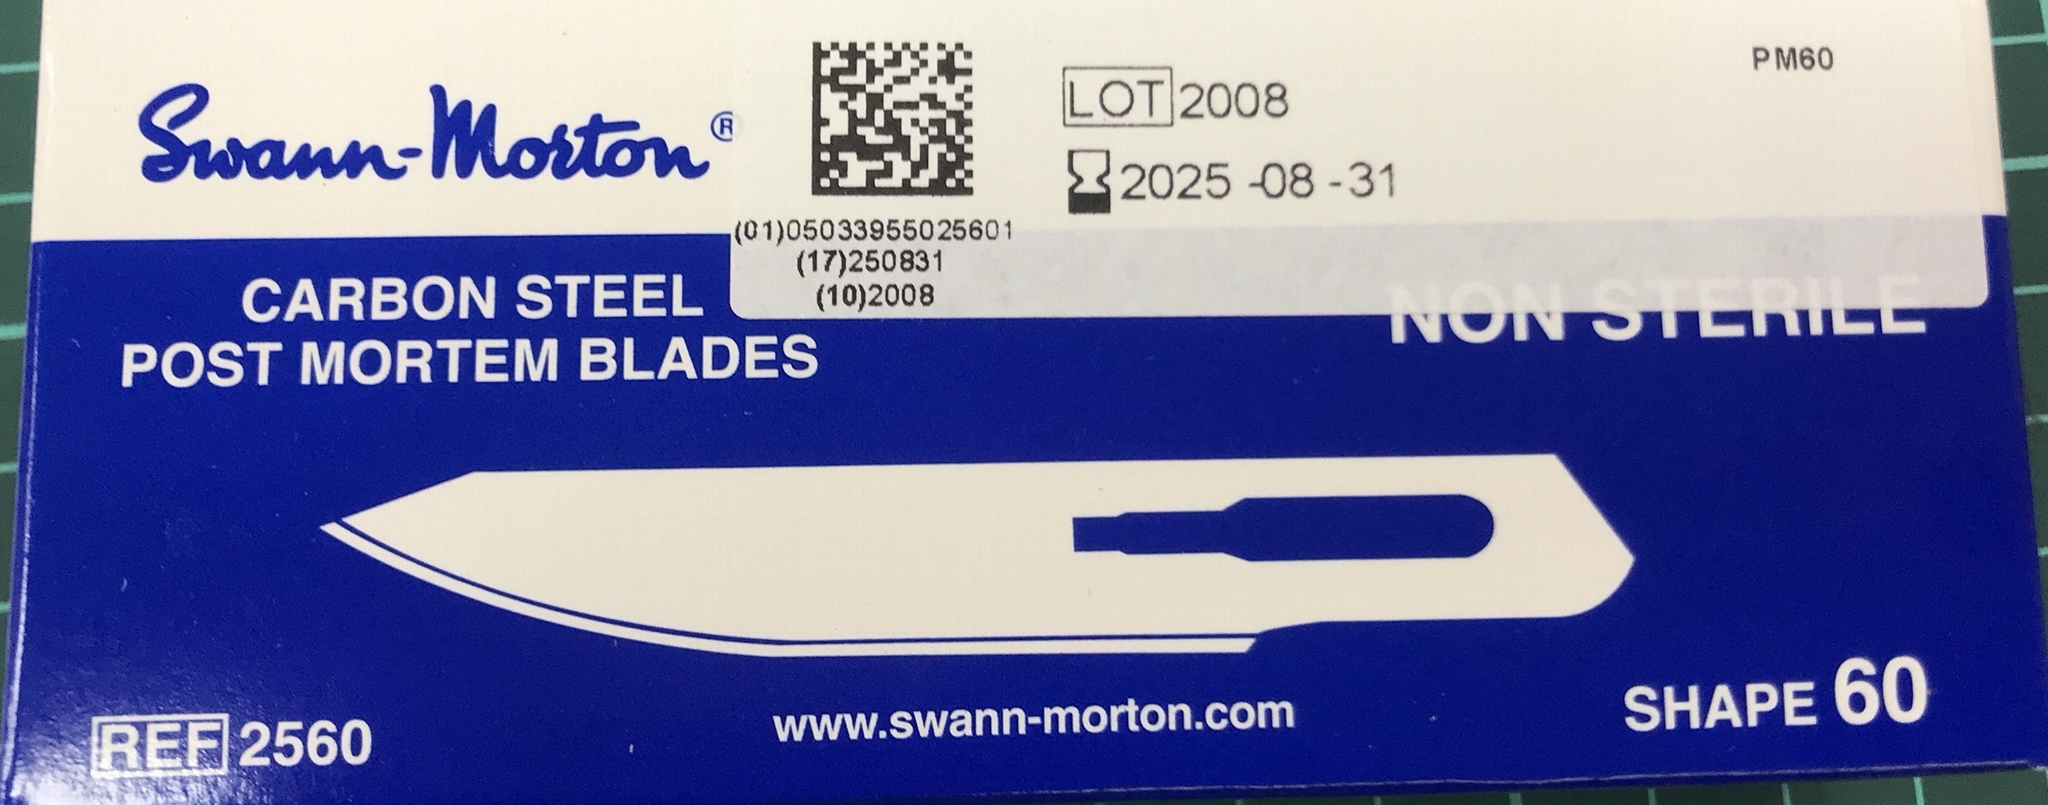 Swann-Morton®
LOT 2008
2025 -08 -31
PM60
(01)05033955025601
(17)250831
(10)2008
CARBON STEEL
POST MORTEM BLADES
NON STERILE
REF 2560
www.swann-morton.com
SHAPE 60